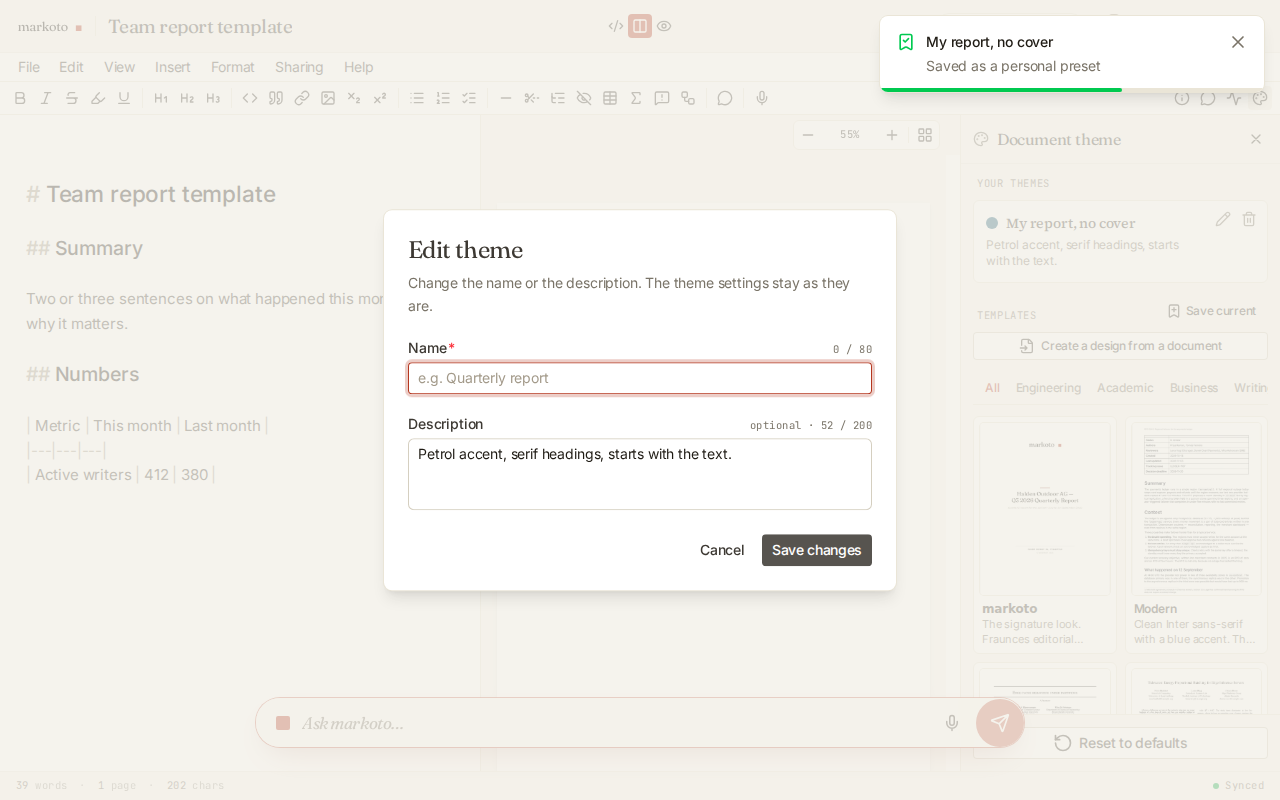 markoto
Team report template
My report, no cover
Saved as a personal preset
File Edit View Insert Format Sharing Help
H1 H2 H3
55%
Document theme
# Team report template
## Summary
Two or three sentences on what happened this mon
why it matters.
## Numbers
| Metric | This month | Last month |
|---|---|---|
| Active writers | 412 | 380 |
Edit theme
Change the name or the description. The theme settings stay as they
are.
Name*
0 / 80
e.g. Quarterly report
Description
optional · 52 / 200
Petrol accent, serif headings, starts with the text.
Cancel
Save changes
YOUR THEMES
My report, no cover
Petrol accent, serif headings, starts
with the text.
TEMPLATES
Save current
Create a design from a document
All Engineering Academic Business Writin
markoto
Summary
markoto
The signature look.
Fraunces editorial...
Modern
Clean Inter sans-serif
with a blue accent. Th...
Ask markoto...
Reset to defaults
39 words · 1 page · 202 chars
Synced